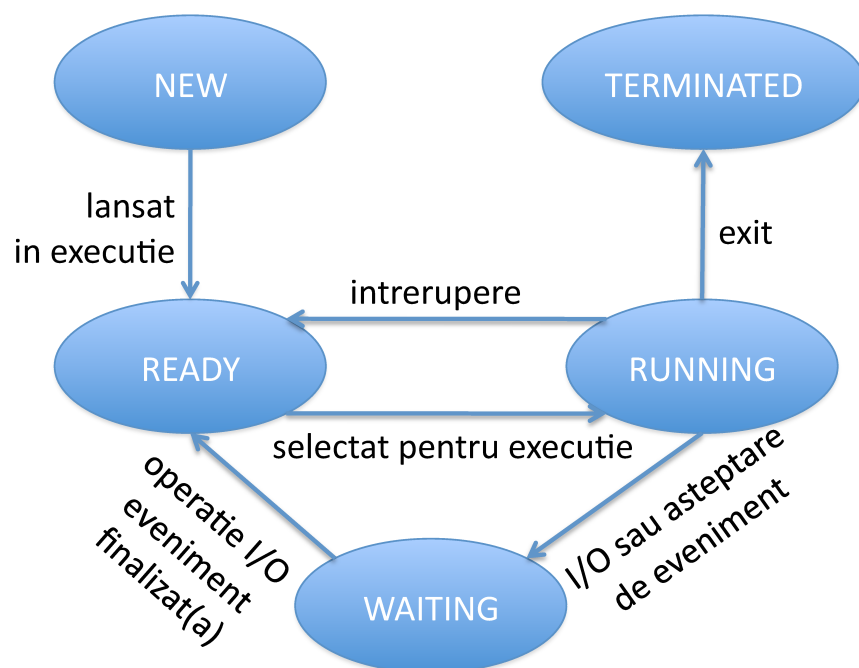 NEW
TERMINATED
lansat
in executie
exit
intrerupere
READY
RUNNING
selectat pentru executie
operatie I/O
eveniment
finalizat(a)
I/O sau asteptare
de eveniment
WAITING